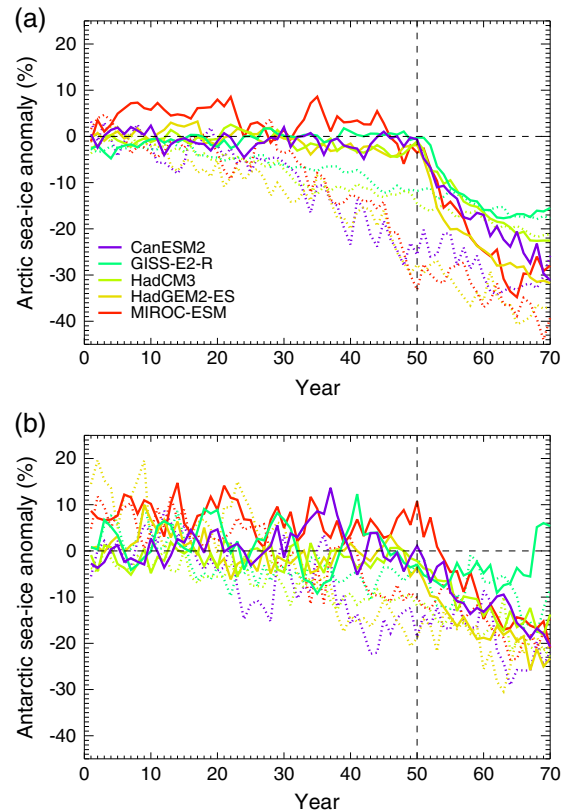 (a)
Arctic sea-ice anomaly (%)
20
10
0
-10
-20
-30
-40
CanESM2
GISS-E2-R
HadCM3
HadGEM2-ES
MIROC-ESM
0 10 20 30 40 50 60 70
Year
(b)
Antarctic sea-ice anomaly (%)
20
10
0
-10
-20
-30
-40
0 10 20 30 40 50 60 70
Year